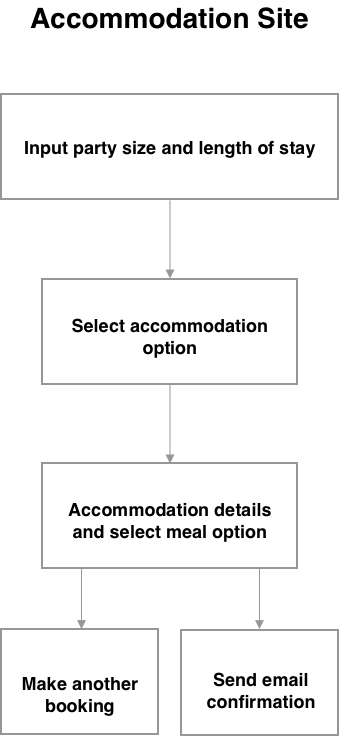 Accommodation Site
Input party size and length of stay
Select accommodation
option
Accommodation details
and select meal option
Make another
booking
Send email
confirmation